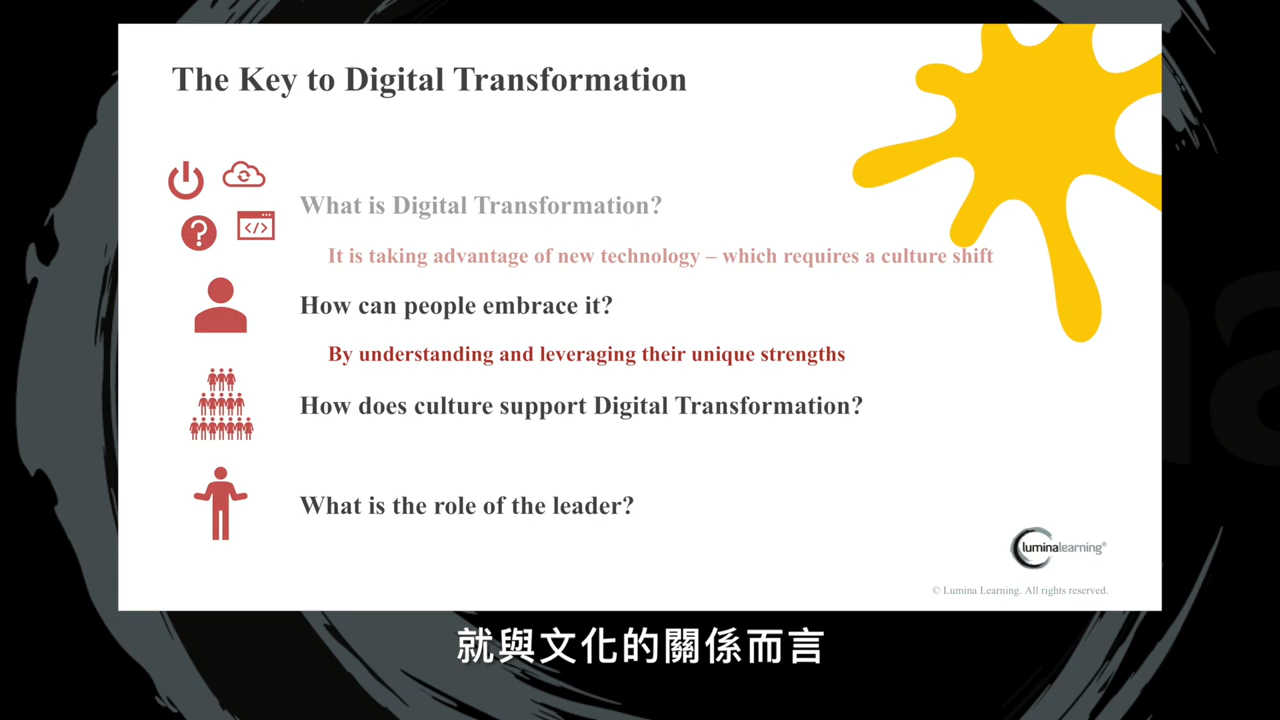 The Key to Digital Transformation
What is Digital Transformation?
It is taking advantage of new technology – which requires a culture shift
How can people embrace it?
By understanding and leveraging their unique strengths
How does culture support Digital Transformation?
What is the role of the leader?
luminalearning®
© Lumina Learning. All rights reserved.
就與文化的關係而言